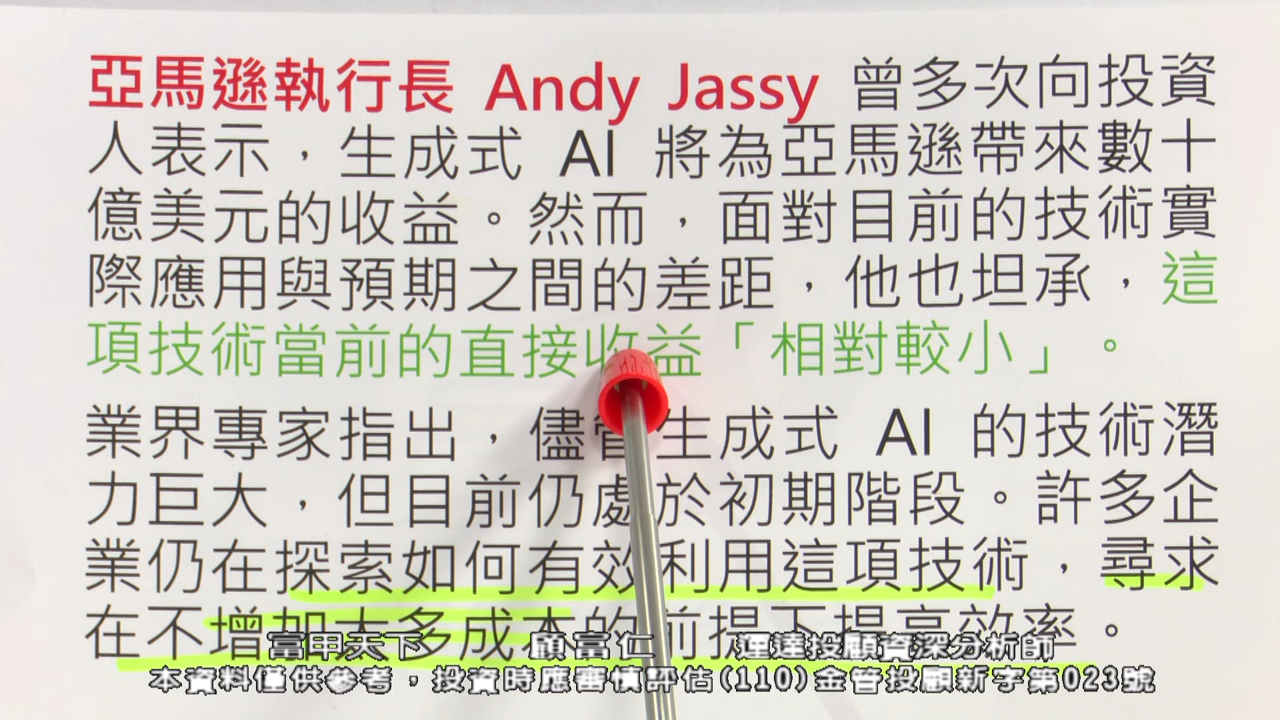 亞馬遜執行長 Andy Jassy 曾多次向投資
人表示，生成式 AI 將為亞馬遜帶來數十
億美元的收益。然而，面對目前的技術實
際應用與預期之間的差距，他也坦承，這
項技術當前的直接收益「相對較小」。
業界專家指出，儘管生成式 AI 的技術潛
力巨大，但目前仍處於初期階段。許多企
業仍在探索如何有效利用這項技術，尋求
在不增加太多成本的前提下提高效率。
富甲天下 顧富仁 運達投顧資深分析師
本資料僅供參考，投資時應審慎評估(110)金管投顧新字第023號